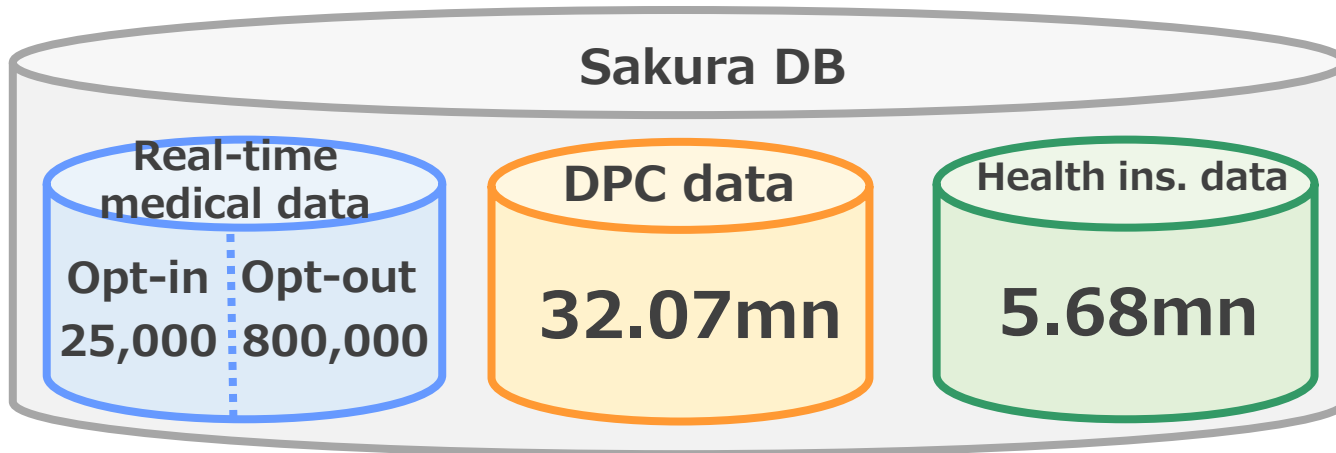 Sakura DB
Real-time
medical data
Opt-in
Opt-out
25,000
800,000
DPC data
32.07mn
Health ins. data
5.68mn